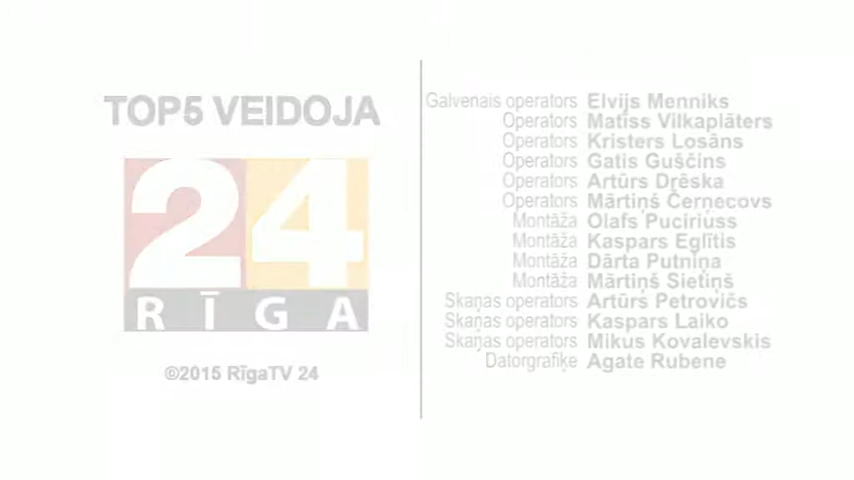 TOP5 VEIDOJA
24
RĪGA
©2015 RīgaTV 24
Galvenais operators Elvijs Menniks
Operators Matīss Vilkaplāters
Operators Kristers Losāns
Operators Gatis Guščins
Operators Artūrs Dŗēska
Operators Mārtiņš Čerņecovs
Montāža Olafs Puciriuss
Montāža Kaspars Eglītis
Montāža Dārta Putniņa
Montāža Mārtiņš Sietiņš
Skaņas operators Artūrs Petrovičs
Skaņas operators Kaspars Laiko
Skaņas operators Mikus Kovalevskis
Datorgrafiķe Agate Rubene